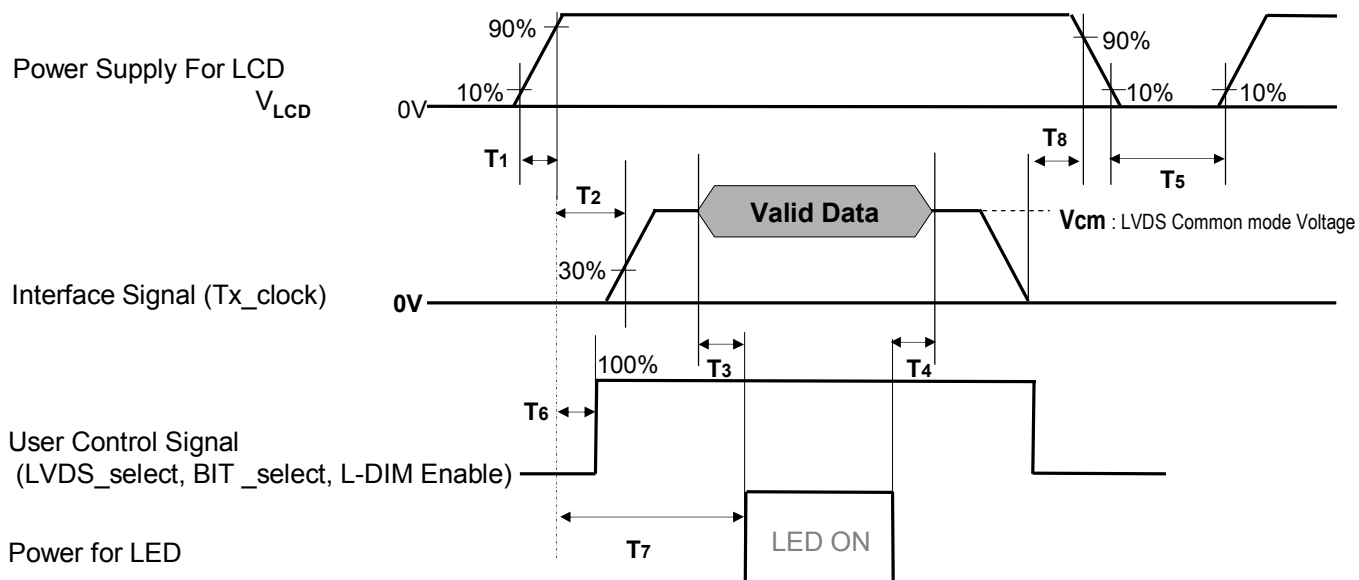 90%
90%
Power Supply For LCD
VLCD
10%
10%
10%
0V
T1
T8
T5
T2
Valid Data
Vcm : LVDS Common mode Voltage
30%
Interface Signal (Tx_clock)
0V
T3
T4
100%
T6
User Control Signal
(LVDS_select, BIT _select, L-DIM Enable)
T7
LED ON
Power for LED